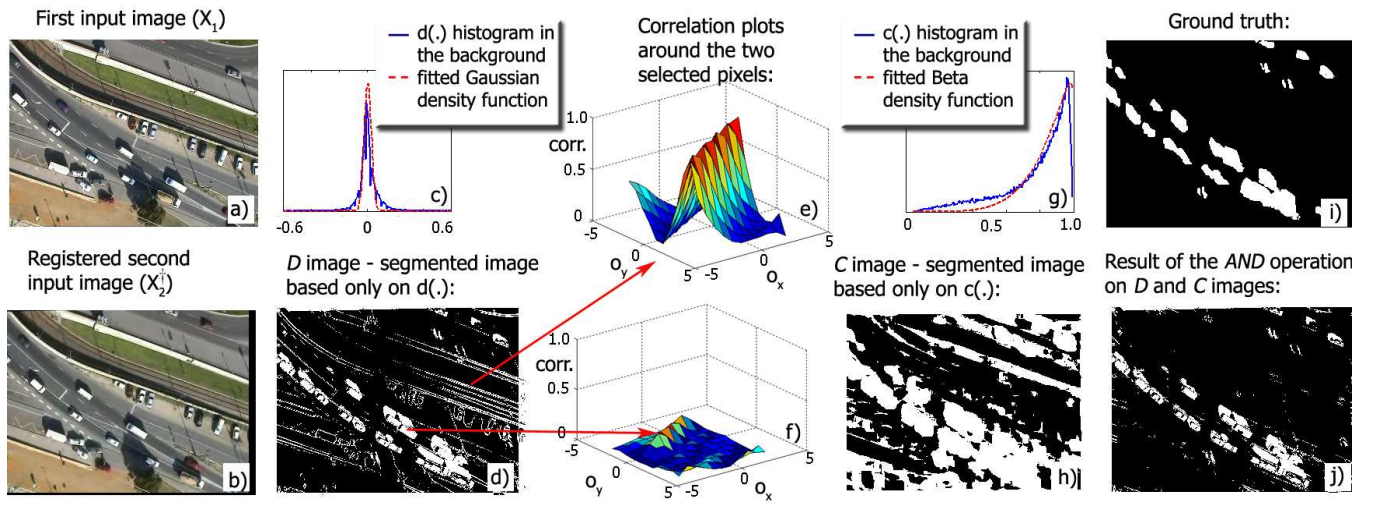 First input image (X1)
a)
Registered second
input image (X2†)
b)
d(.) histogram in
the background
fitted Gaussian
density function
c)
-0.6 0 0.6
D image - segmented image
based only on d(.):
d)
Correlation plots
around the two
selected pixels:
1.0
corr.
0.5
0
-5
0
oy
5
-5
0
ox
5
e)
1.0
corr.
0.5
0
-5
0
oy
5
-5
0
ox
5
f)
c(.) histogram in
the background
fitted Beta
density function
g)
0 0.5 1.0
C image - segmented image
based only on c(.):
h)
Ground truth:
i)
Result of the AND operation
on D and C images:
j)